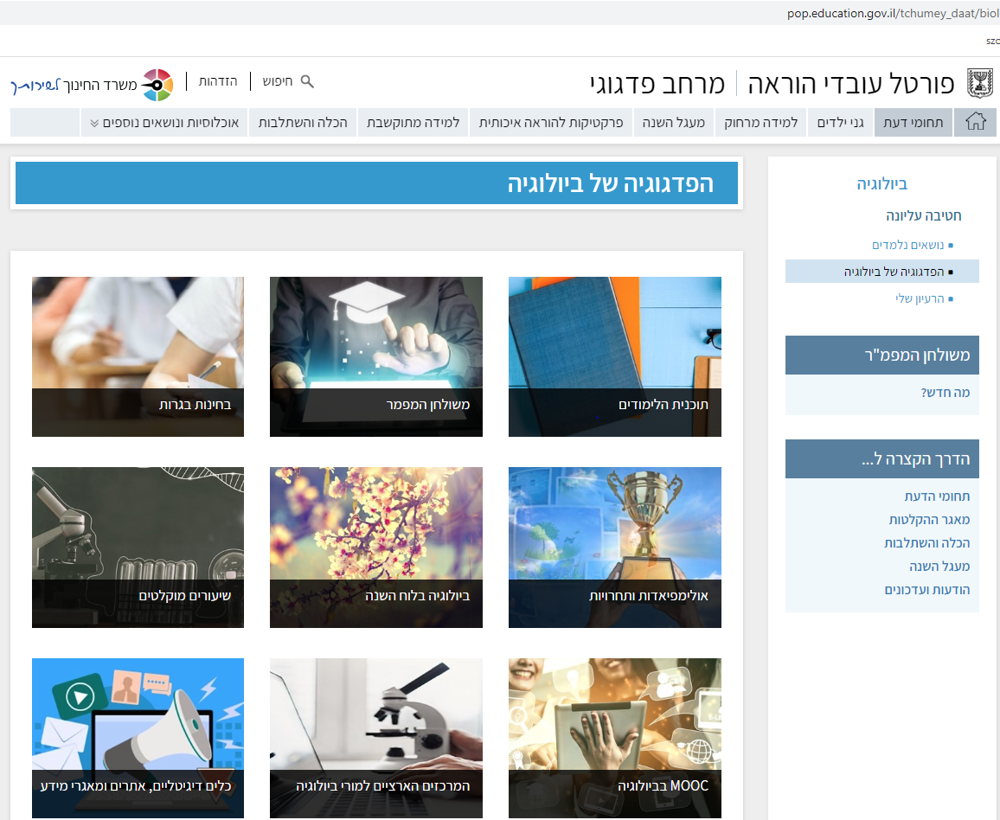 pop.education.gov.il/tchumey_daat/biol
szo
פורטל עובדי הוראה | מרחב פדגוגי
חיפוש | הזדהות |
משרד החינוך לשירותך
תחומי דעת
גני ילדים
למידה מרחוק
מעגל השנה
פרקטיקות להוראה איכותית
למידה מתוקשבת
הכלה והשתלבות
אוכלוסיות ונושאים נוספים
ביולוגיה
חטיבה עליונה
נושאים נלמדים
הפדגוגיה של ביולוגיה
הרעיון שלי
משולחן המפמ"ר
מה חדש?
הדרך הקצרה ל...
תחומי הדעת
מאגר ההקלטות
הכלה והשתלבות
מעגל השנה
הודעות ועדכונים
הפדגוגיה של ביולוגיה
תוכנית הלימודים
משולחן המפמר
בחינות בגרות
אולימפיאדות ותחרויות
ביולוגיה בלוח השנה
שיעורים מוקלטים
MOOC בביולוגיה
המרכזים הארציים למורי ביולוגיה
כלים דיגיטליים, אתרים ומאגרי מידע